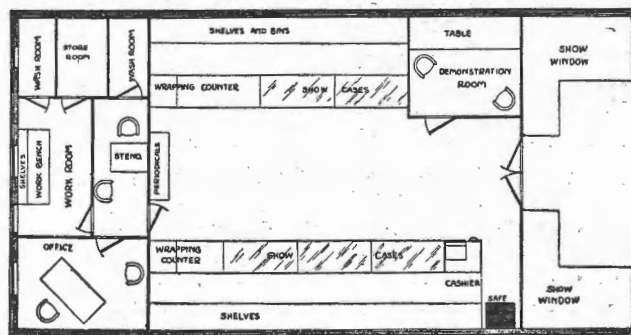 WASH ROOM
STORE
ROOM
WASH ROOM
SHELVES AND BINS
TABLE
SHOW
WINDOW
DEMONSTRATION
ROOM
WRAPPING COUNTER
SHOW
CASES
SHELVES
WORK BENCH
WORK ROOM
STENO
PERIODICALS
OFFICE
WRAPPING
COUNTER
SHOW
CASES
CASHIER
SHELVES
SAFE
SHOW
WINDOW